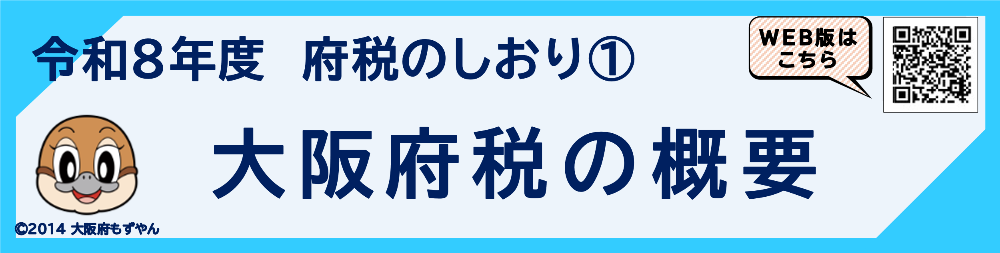 令和8年度 府税のしおり①
WEB版は
こちら
大阪府税の概要
©2014 大阪府もずやん